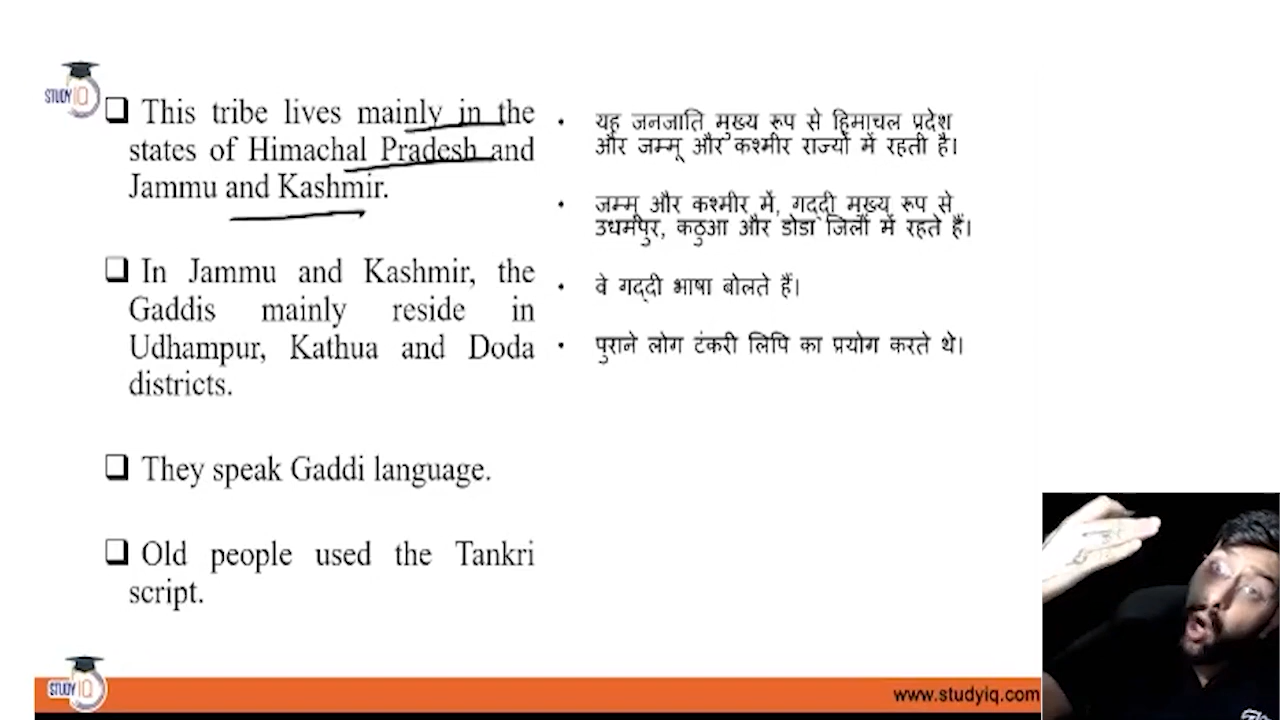 STUDY IQ
❑ This tribe lives mainly in the
states of Himachal Pradesh and
Jammu and Kashmir.
❑ In Jammu and Kashmir, the
Gaddis mainly reside in
Udhampur, Kathua and Doda
districts.
❑ They speak Gaddi language.
❑ Old people used the Tankri
script.
• यह जनजाति मुख्य रूप से हिमाचल प्रदेश
और जम्मू और कश्मीर राज्यों में रहती है।
• जम्मू और कश्मीर में, गद्दी मुख्य रूप से
उधमपुर, कठुआ और डोडा जिलों में रहते हैं।
• वे गद्दी भाषा बोलते हैं।
• पुराने लोग टंकरी लिपि का प्रयोग करते थे।
STUDY IQ
www.studyiq.com